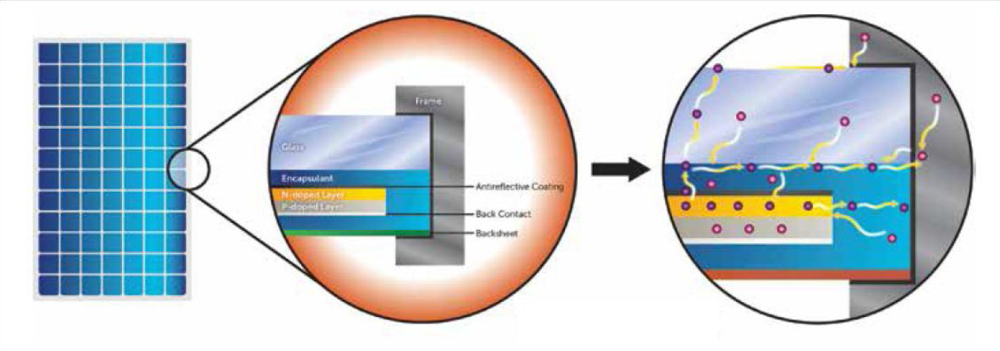 Frame
Glass
Encapsulant
Antireflective Coating
N-doped Layer
P-doped Layer
Back Contact
Backsheet